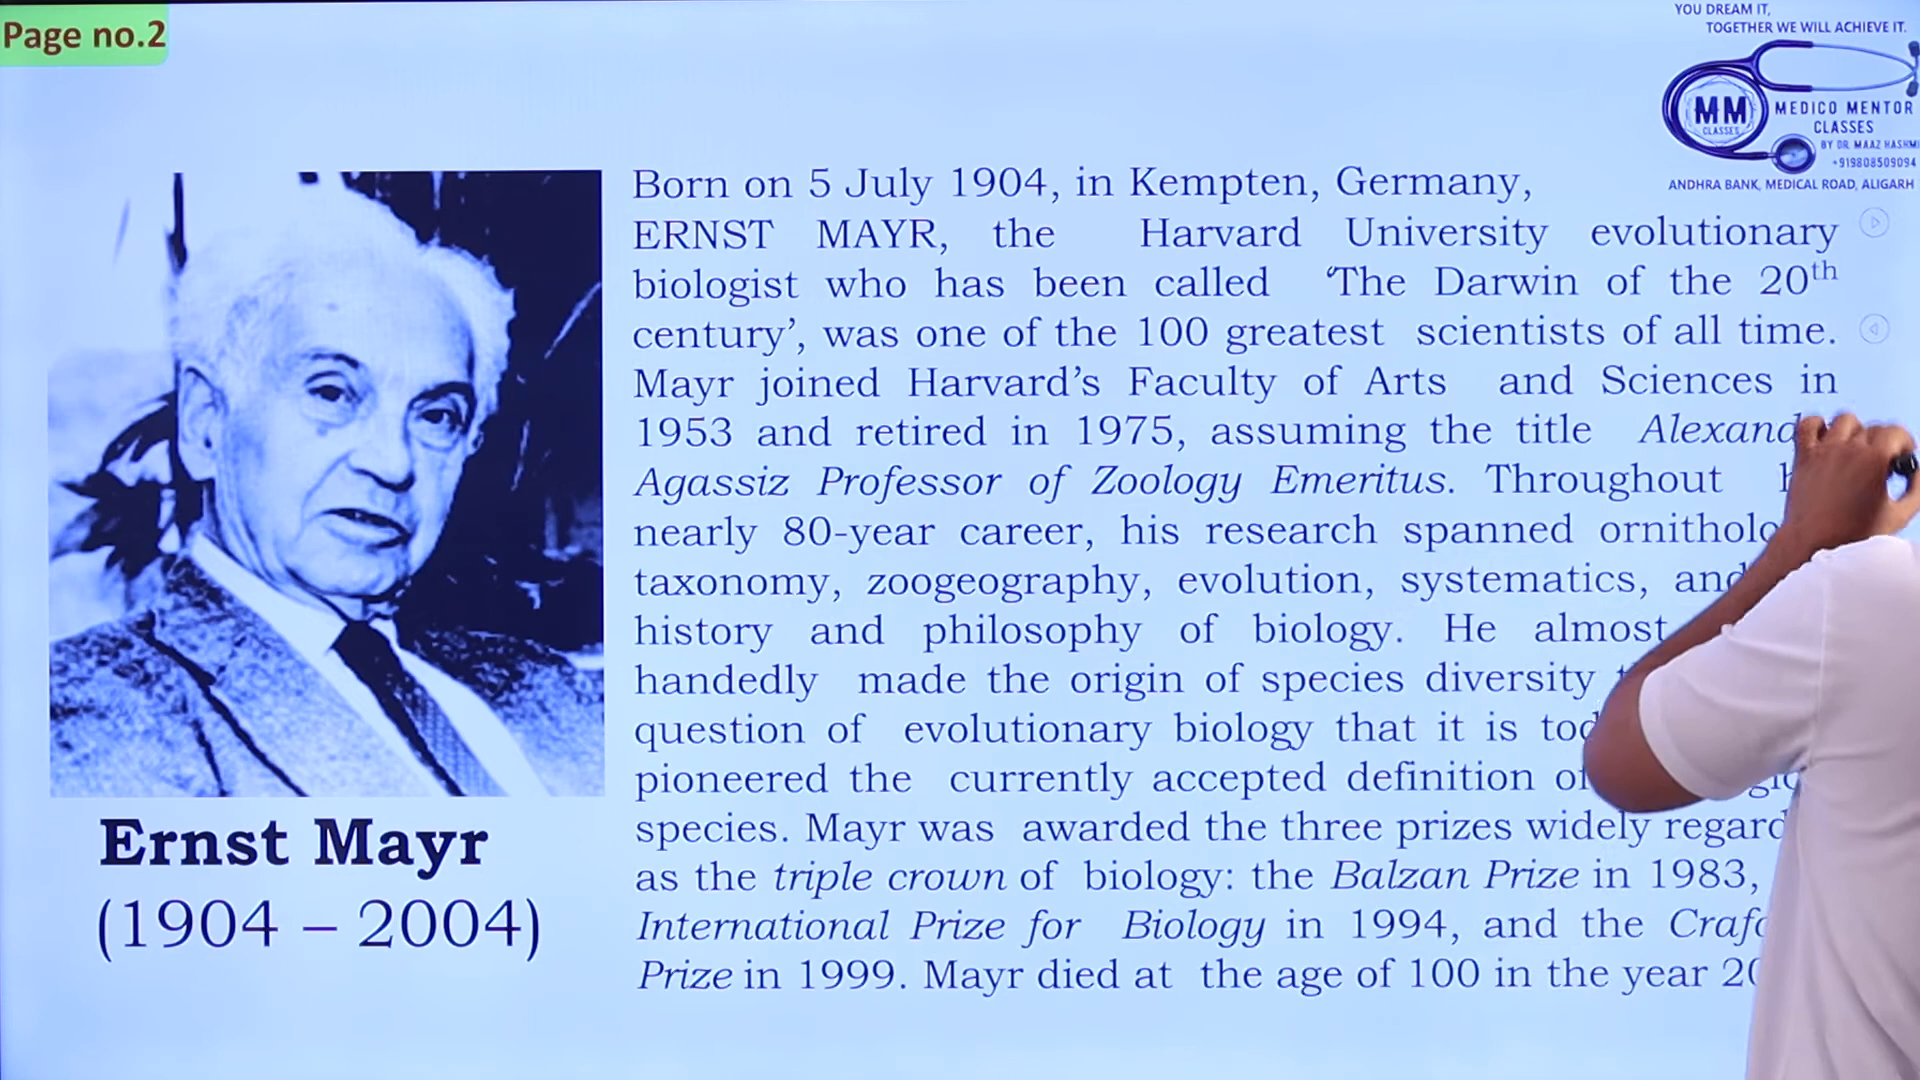 Page no.2
YOU DREAM IT,
TOGETHER WE WILL ACHIEVE IT.
MM
CLASSES
MEDICO MENTOR
CLASSES
BY DR. MAAZ HASHMI
+919808509094
ANDHRA BANK, MEDICAL ROAD, ALIGARH
Born on 5 July 1904, in Kempten, Germany,
ERNST MAYR, the Harvard University evolutionary
biologist who has been called ‘The Darwin of the 20th
century’, was one of the 100 greatest scientists of all time.
Mayr joined Harvard’s Faculty of Arts and Sciences in
1953 and retired in 1975, assuming the title
Agassiz Professor of Zoology Emeritus. Throughout
nearly 80-year career, his research spanned
taxonomy, zoogeography, evolution, systematics, and
history and philosophy of biology. He almost
handedly made the origin of species diversity
question of evolutionary biology that it is
pioneered the currently accepted definition of
species. Mayr was awarded the three prizes widely
as the triple crown of biology: the Balzan Prize in 1983,
International Prize for Biology in 1994, and the
Prize in 1999. Mayr died at the age of 100 in the year
Ernst Mayr
(1904 – 2004)